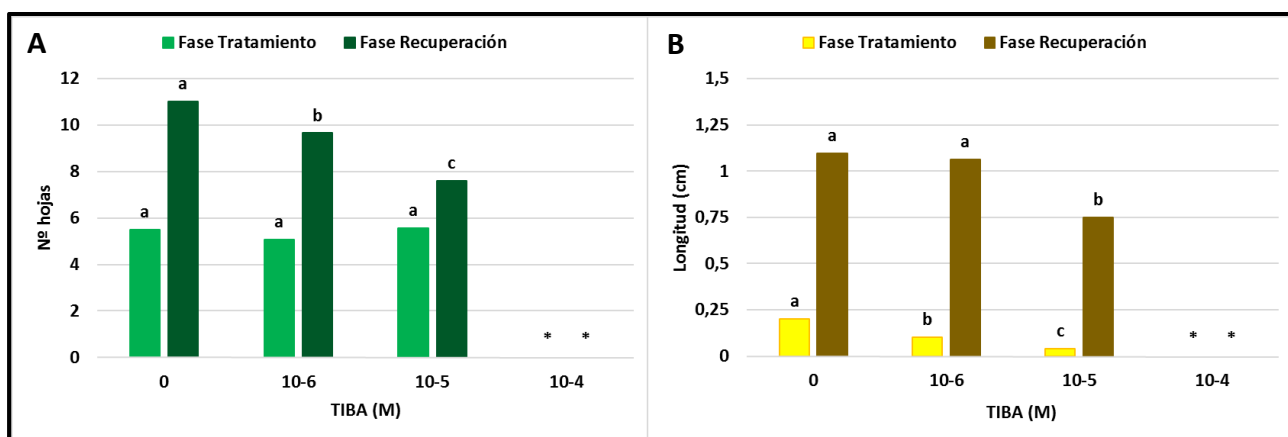 A
Fase Tratamiento Fase Recuperación
12
10
8
6
4
2
0
Nº hojas
a a
a b
a c
* *
0 10-6 10-5 10-4
TIBA (M)
B
Fase Tratamiento Fase Recuperación
1,5
1,25
1
0,75
0,5
0,25
0
Longitud (cm)
a a
b a
c b
* *
0 10-6 10-5 10-4
TIBA (M)